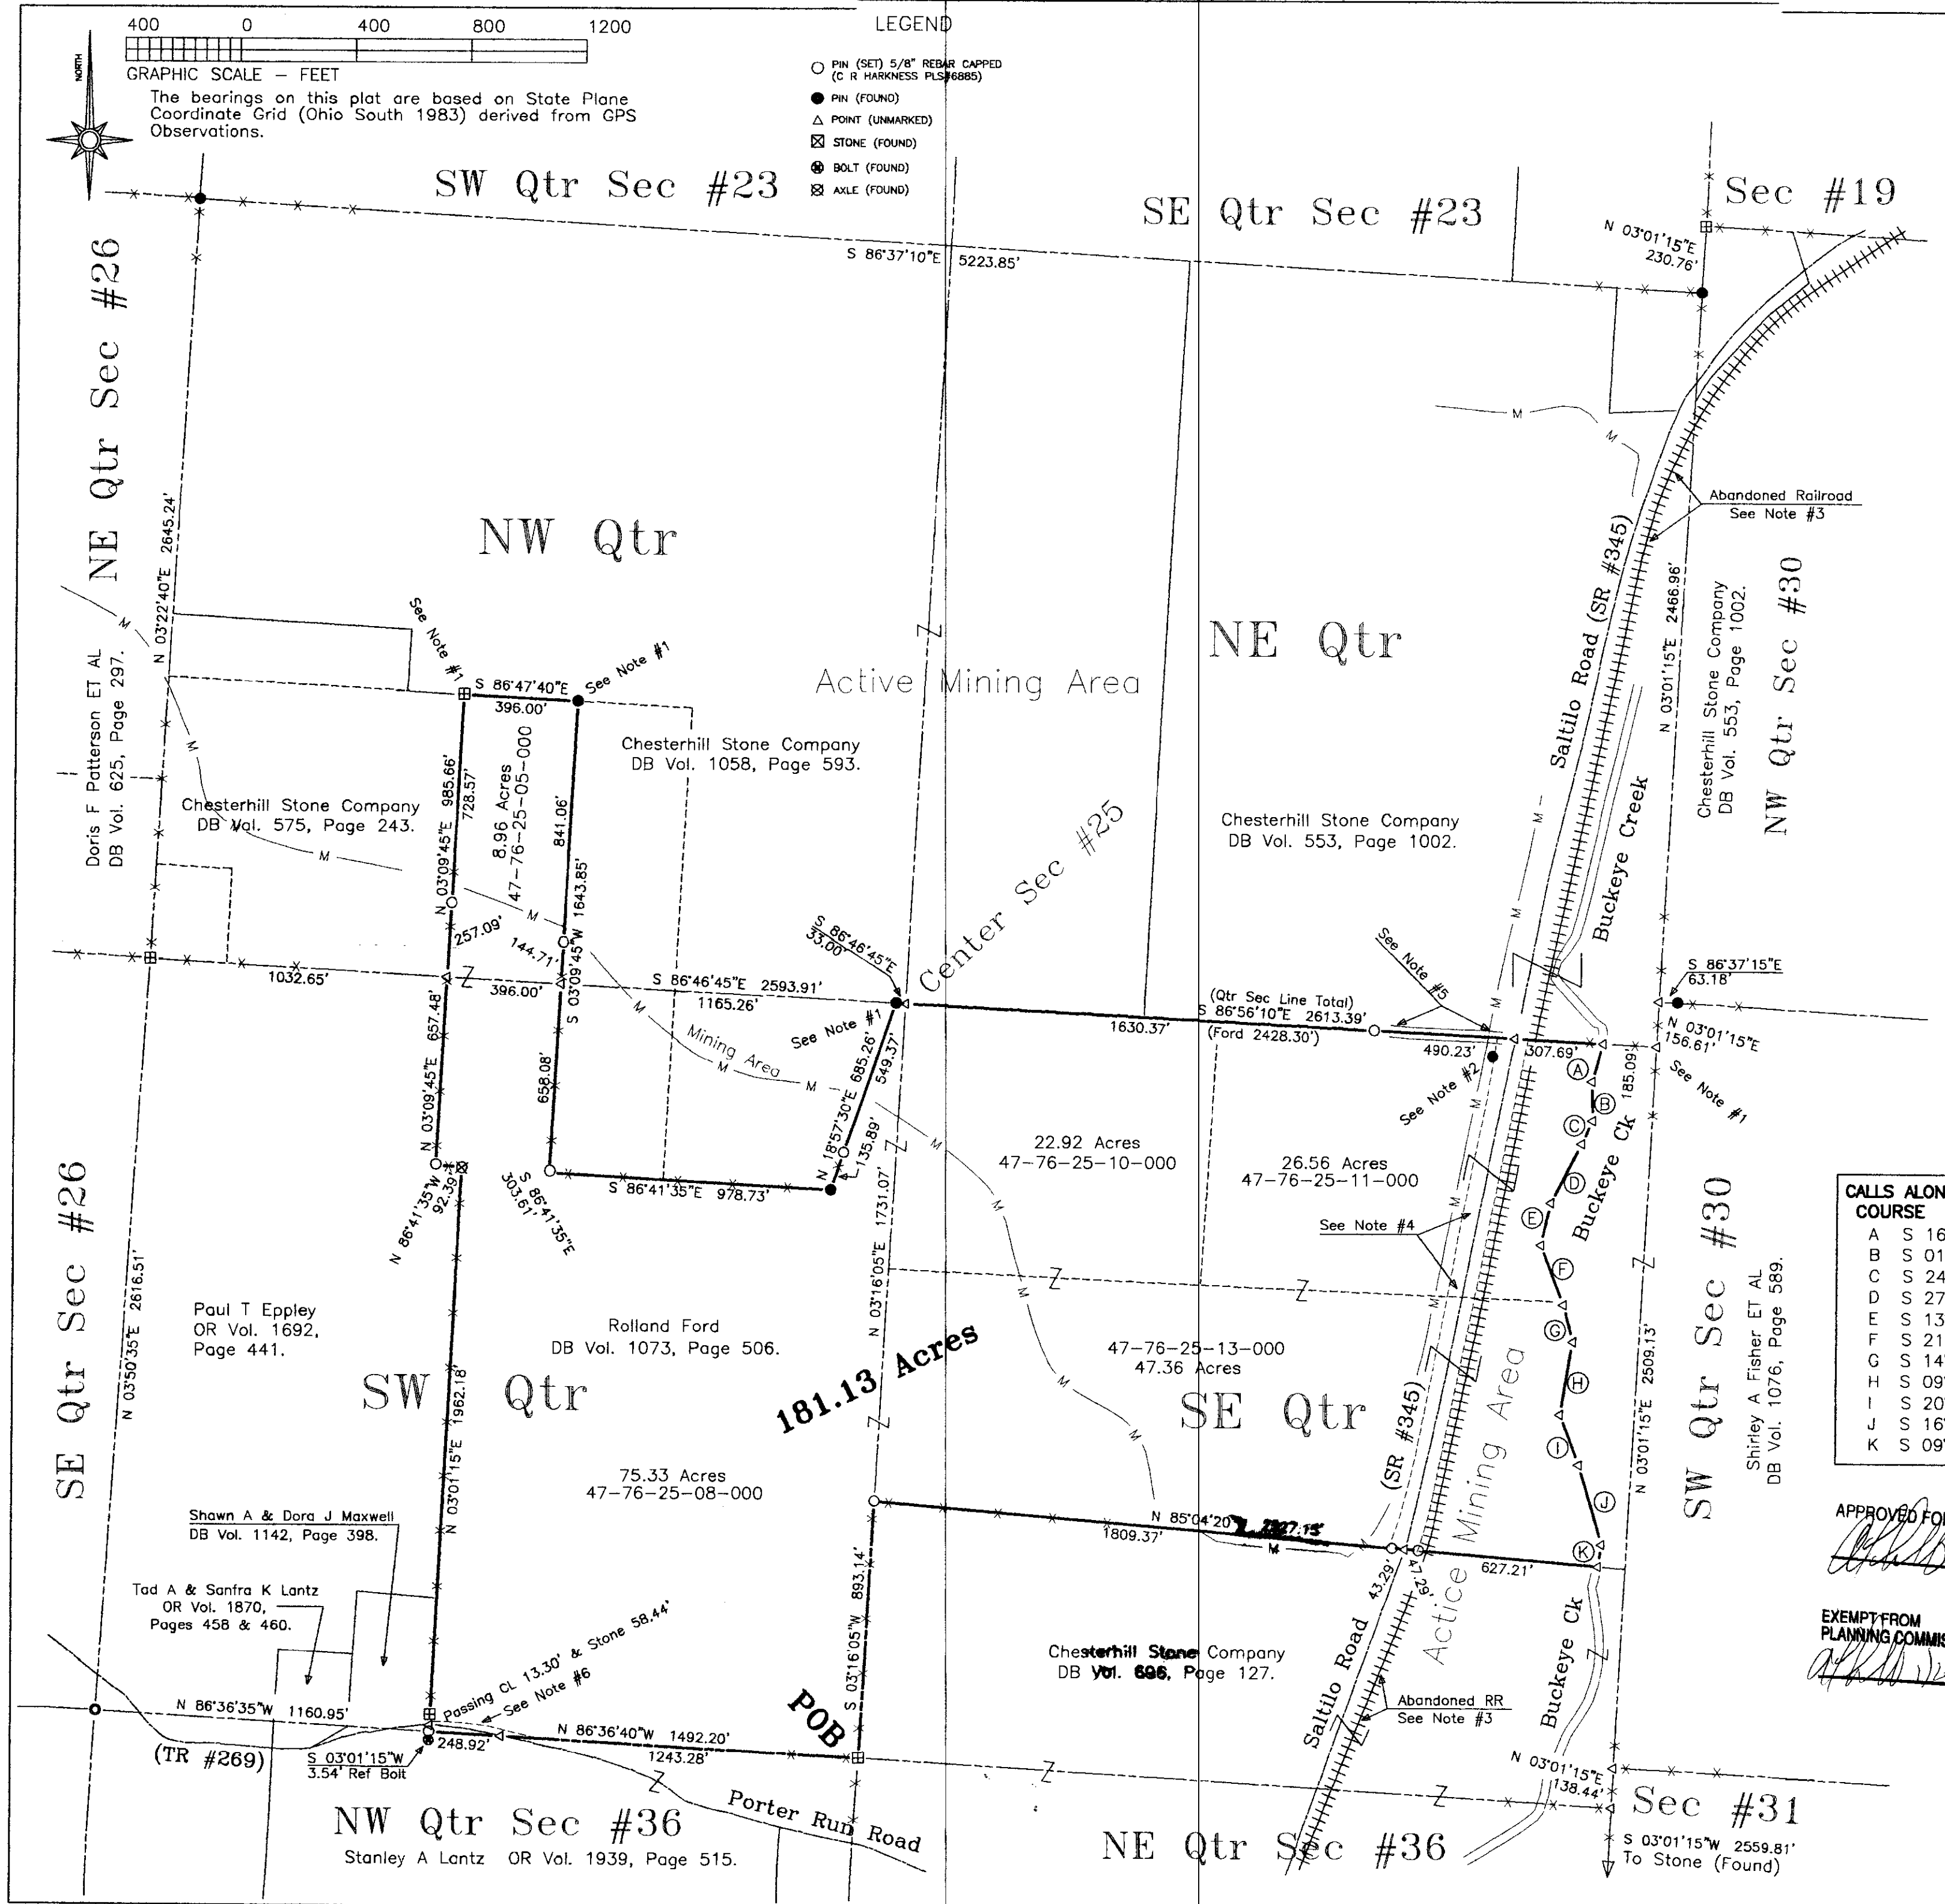 400 0 400 800 1200
GRAPHIC SCALE – FEET
The bearings on this plat are based on State Plane
Coordinate Grid (Ohio South 1983) derived from GPS
Observations.
NORTH
LEGEND
PIN (SET) 5/8" REBAR CAPPED
(C R HARKNESS PLS#6885)
PIN (FOUND)
POINT (UNMARKED)
STONE (FOUND)
BOLT (FOUND)
AXLE (FOUND)
SW Qtr Sec #23
SE Qtr Sec #23
Sec #19
N 03°01'15"E
230.76'
S 86°37'10"E 5223.85'
NE Qtr Sec #26
N 03°22'40"E 2645.24'
NW Qtr
NE Qtr
Abandoned Railroad
See Note #3
Saltilo Road (SR #345)
N 03°01'15"E 2466.96'
Chesterhill Stone Company
DB Vol. 553, Page 1002.
NW Qtr Sec #30
Doris F Patterson ET AL
DB Vol. 625, Page 297.
See Note #1
S 86°47'40"E
396.00'
See Note #1
Active Mining Area
Chesterhill Stone Company
DB Vol. 1058, Page 593.
Chesterhill Stone Company
DB Vol. 575, Page 243.
N 03°09'45"E 985.66'
728.57'
8.96 Acres
47-76-25-05-000
841.06'
S 03°09'45"W 1643.85'
Chesterhill Stone Company
DB Vol. 553, Page 1002.
Buckeye Creek
Center Sec #25
S 86°46'45"E
33.00'
257.09'
144.71'
1032.65'
396.00'
S 86°46'45"E 2593.91'
1165.26'
See Note #1
Mining Area
(Qtr Sec Line Total)
S 86°56'10"E 2613.39'
(Ford 2428.30')
1630.37'
See Note #5
490.23'
307.69'
See Note #2
S 86°37'15"E
63.18'
N 03°01'15"E
156.61'
See Note #1
185.09'
N 03°09'45"E 657.48'
658.08'
N 18°57'30"E 685.26'
549.37'
135.89'
N 86°41'35"W
92.39'
S 86°41'35"E
303.61'
S 86°41'35"E 978.73'
N 03°16'05"E 1731.07'
22.92 Acres
47-76-25-10-000
26.56 Acres
47-76-25-11-000
See Note #4
A
B
C
D
E
F
G
H
I
J
K
Buckeye Ck
SE Qtr Sec #26
N 03°50'35"E 2616.51'
Paul T Eppley
OR Vol. 1692,
Page 441.
Rolland Ford
DB Vol. 1073, Page 506.
SW Qtr
181.13 Acres
47-76-25-13-000
47.36 Acres
SE Qtr
N 03°01'15"E 1962.18'
75.33 Acres
47-76-25-08-000
(SR #345)
Actice Mining Area
N 03°01'15"E 2509.13'
SW Qtr Sec #30
Shirley A Fisher ET AL
DB Vol. 1076, Page 589.
CALLS ALON
COURSE
A S 16
B S 01
C S 24
D S 27
E S 13
F S 21
G S 14°
H S 09°
I S 20°
J S 16°
K S 09°
APPROVED FO
EXEMPT FROM
PLANNING COMMIS
Shawn A & Dora J Maxwell
DB Vol. 1142, Page 398.
Tad A & Sanfra K Lantz
OR Vol. 1870,
Pages 458 & 460.
N 85°04'20"
1809.37'
43.29'
627.21'
S 03°16'05"W 893.14'
Passing CL 13.30' & Stone 58.44'
See Note #6
N 86°36'35"W 1160.95'
(TR #269)
S 03°01'15"W
3.54' Ref Bolt
248.92'
N 86°36'40"W 1492.20'
1243.28'
POB
Chesterhill Stone Company
DB Vol. 696, Page 127.
Saltilo Road
Abandoned RR
See Note #3
Buckeye Ck
Porter Run Road
NW Qtr Sec #36
Stanley A Lantz OR Vol. 1939, Page 515.
NE Qtr Sec #36
N 03°01'15"E
138.44'
Sec #31
S 03°01'15"W 2559.81'
To Stone (Found)